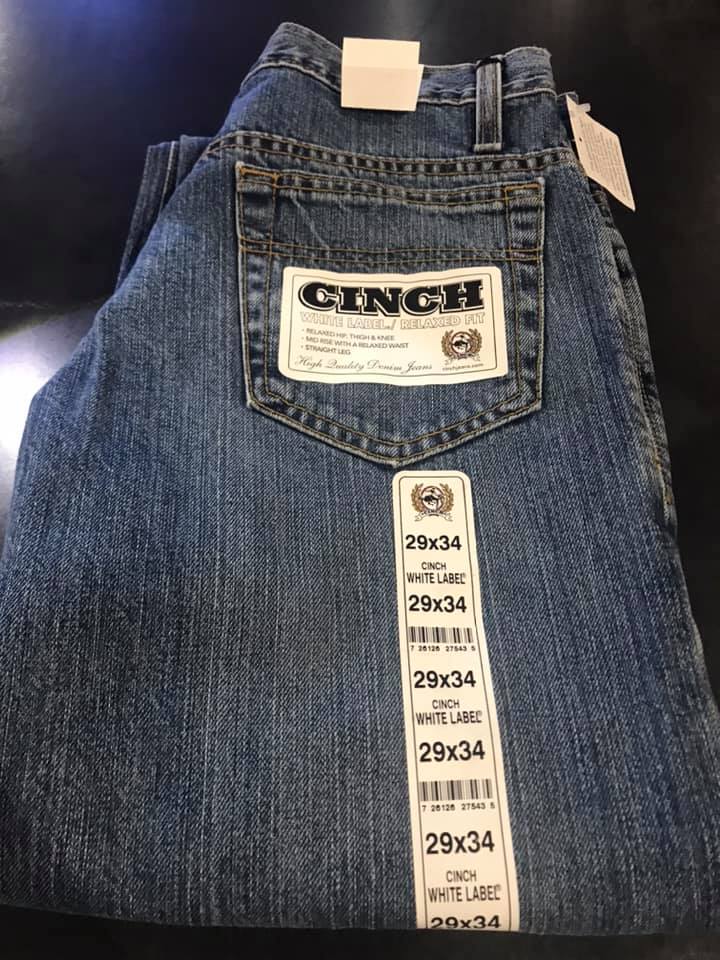 CINCH
WHITE LABEL / RELAXED FIT
• RELAXED HIP, THIGH & KNEE
• MID RISE WITH A RELAXED WAIST
• STRAIGHT LEG
High Quality Denim Jeans
cinchjeans.com
29x34
CINCH
WHITE LABEL®
29x34
7 26126 27543 5
29x34
CINCH
WHITE LABEL®
29x34
7 26126 27543 5
29x34
CINCH
WHITE LABEL®
29x34